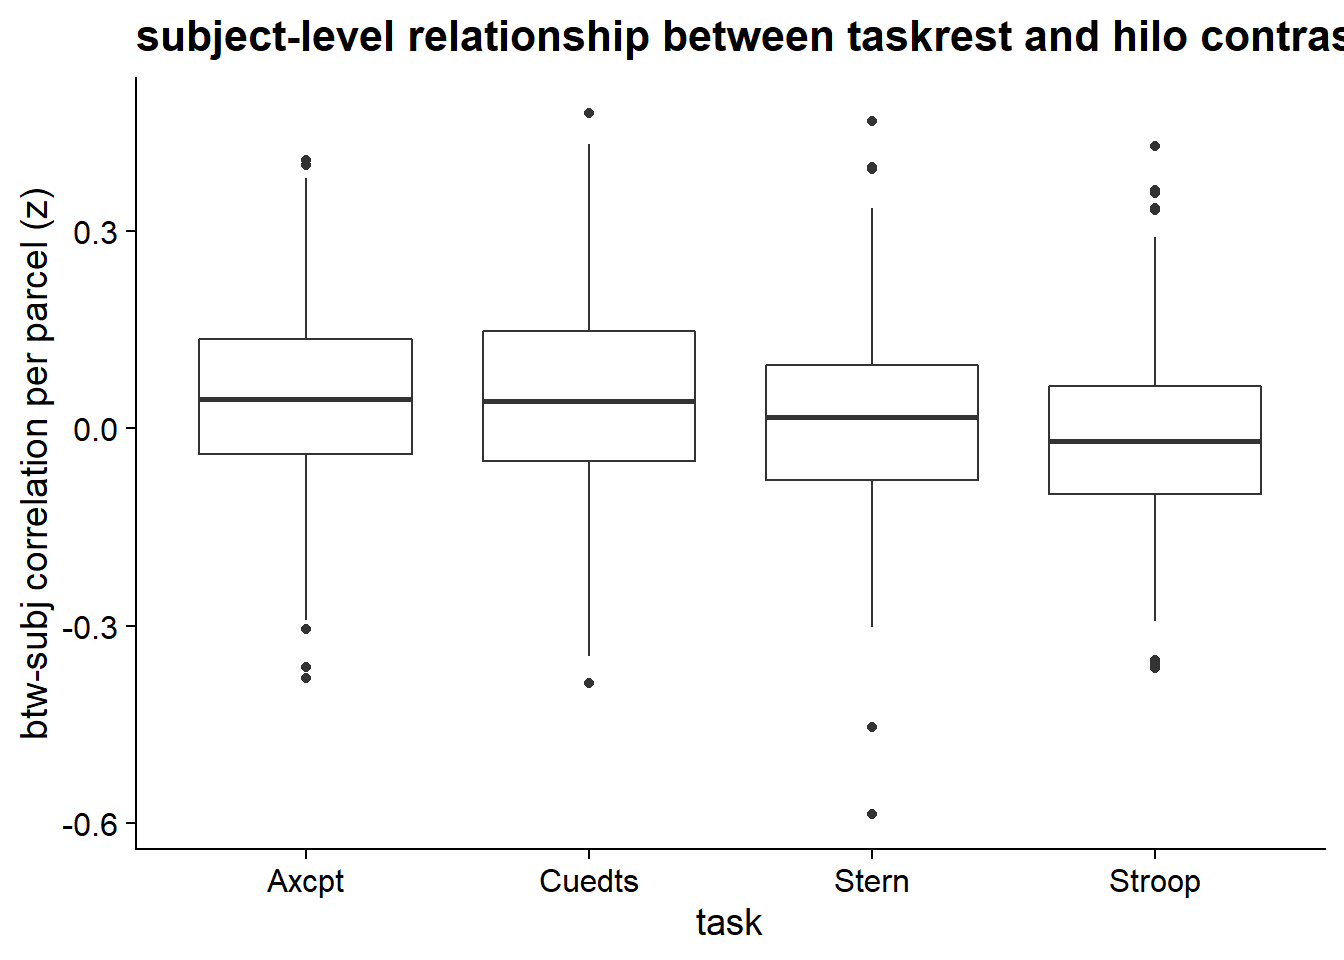 subject-level relationship between taskrest and hilo contras
btw-subj correlation per parcel (z)
0.3
0.0
-0.3
-0.6
Axcpt Cuedts Stern Stroop
task